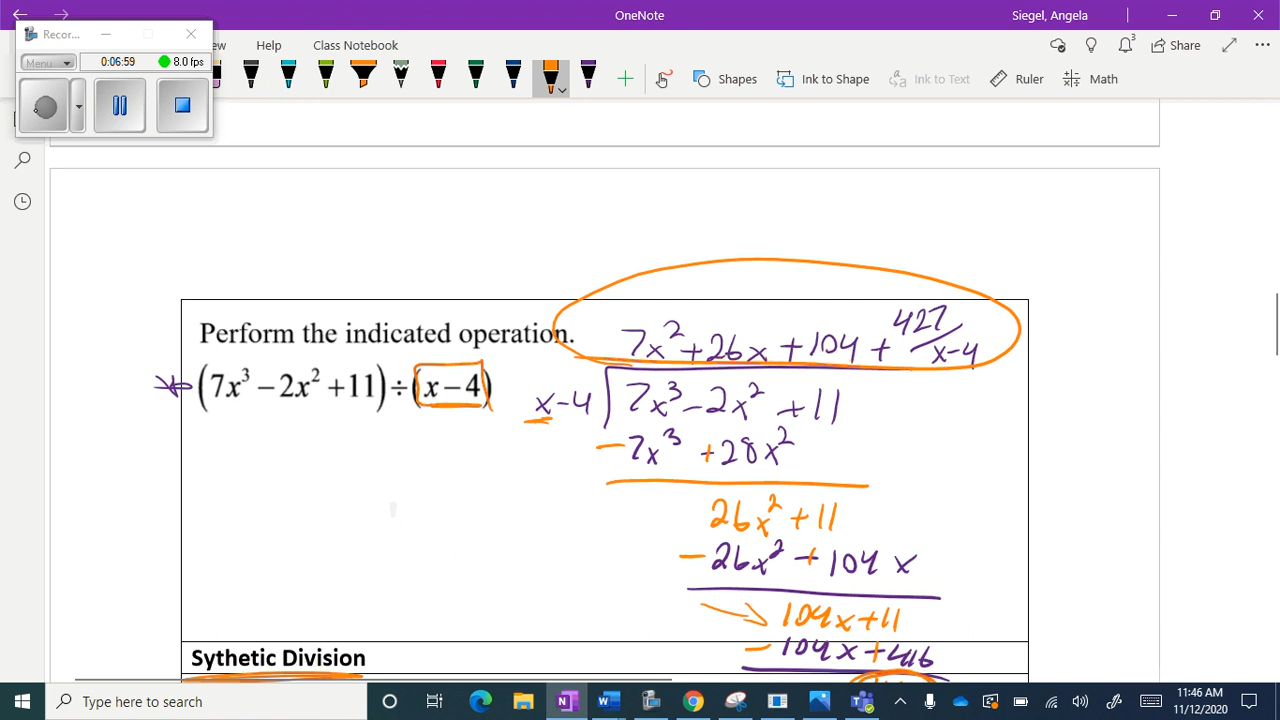 OneNote
Siegel, Angela
Recor...
Menu
0:06:59
8.0 fps
Help
Class Notebook
Share
Shapes
Ink to Shape
Ink to Text
Ruler
Math
Perform the indicated operation.
(7x³ − 2x² + 11) ÷ (x − 4)
7x² + 26x + 104 + 427/x-4
x-4
7x³ - 2x² + 11
- 7x³ + 28x²
26x² + 11
- 26x² + 104x
104x + 11
- 104x + 416
Sythetic Division
Type here to search
11:46 AM
11/12/2020
3